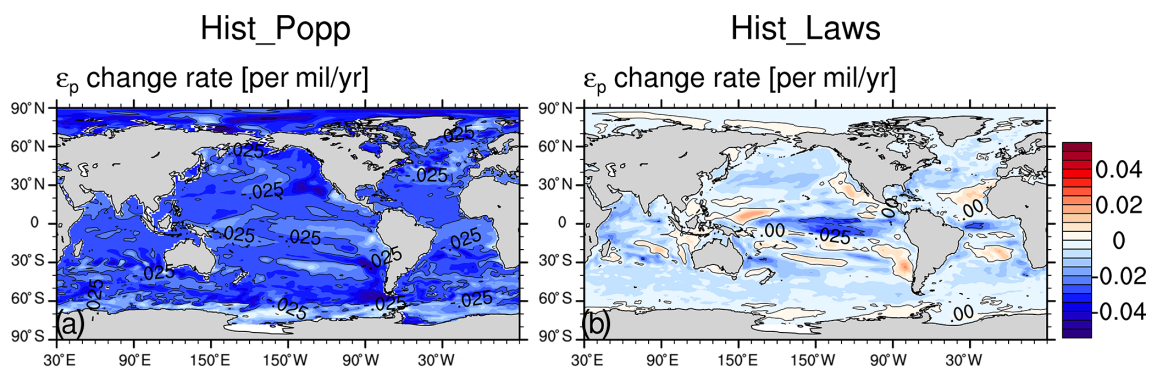 Hist_Popp
Hist_Laws
εp change rate [per mil/yr]
εp change rate [per mil/yr]
90°N
60°N
30°N
0
30°S
60°S
90°S
30°E 90°E 150°E 150°W 90°W 30°W
.025
.025
.025
.025
-.025
.025
.025
.025
.025
.025
-.025
.025
.025
(a)
90°N
60°N
30°N
0
30°S
60°S
90°S
30°E 90°E 150°E 150°W 90°W 30°W
.00
.00
.00
.025
.00
(b)
0.04
0.02
0
-0.02
-0.04